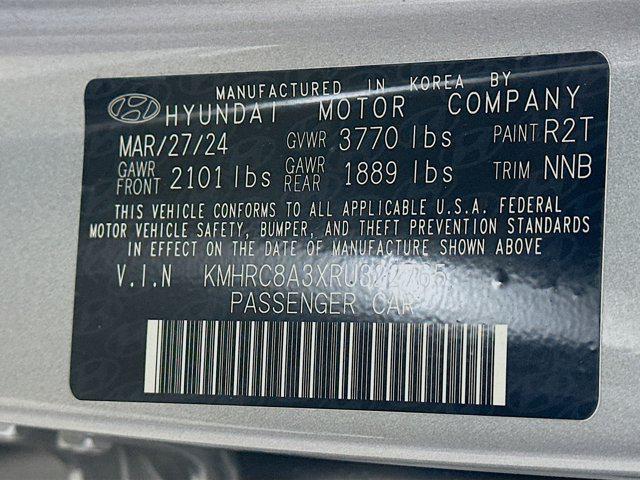 MANUFACTURED IN KOREA BY
HYUNDAI MOTOR COMPANY
MAR/27/24 GVWR 3770 lbs PAINT R2T
GAWR FRONT 2101 lbs GAWR REAR 1889 lbs TRIM NNB
THIS VEHICLE CONFORMS TO ALL APPLICABLE U.S.A. FEDERAL
MOTOR VEHICLE SAFETY, BUMPER, AND THEFT PREVENTION STANDARDS
IN EFFECT ON THE DATE OF MANUFACTURE SHOWN ABOVE
V.I.N
PASSENGER CAR